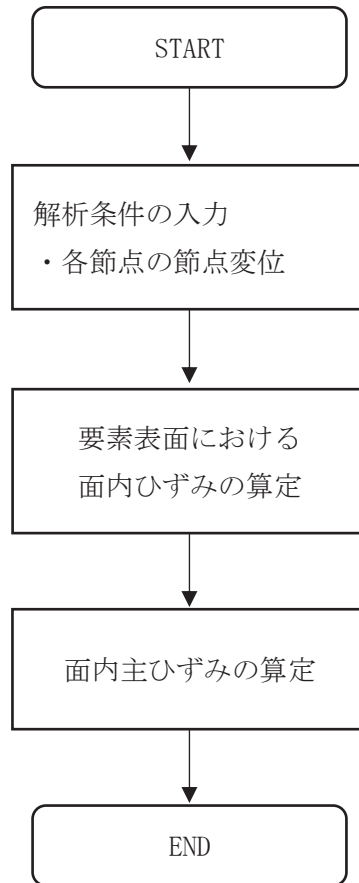 START
解析条件の入力
・各節点の節点変位
要素表面における
面内ひずみの算定
面内主ひずみの算定
END